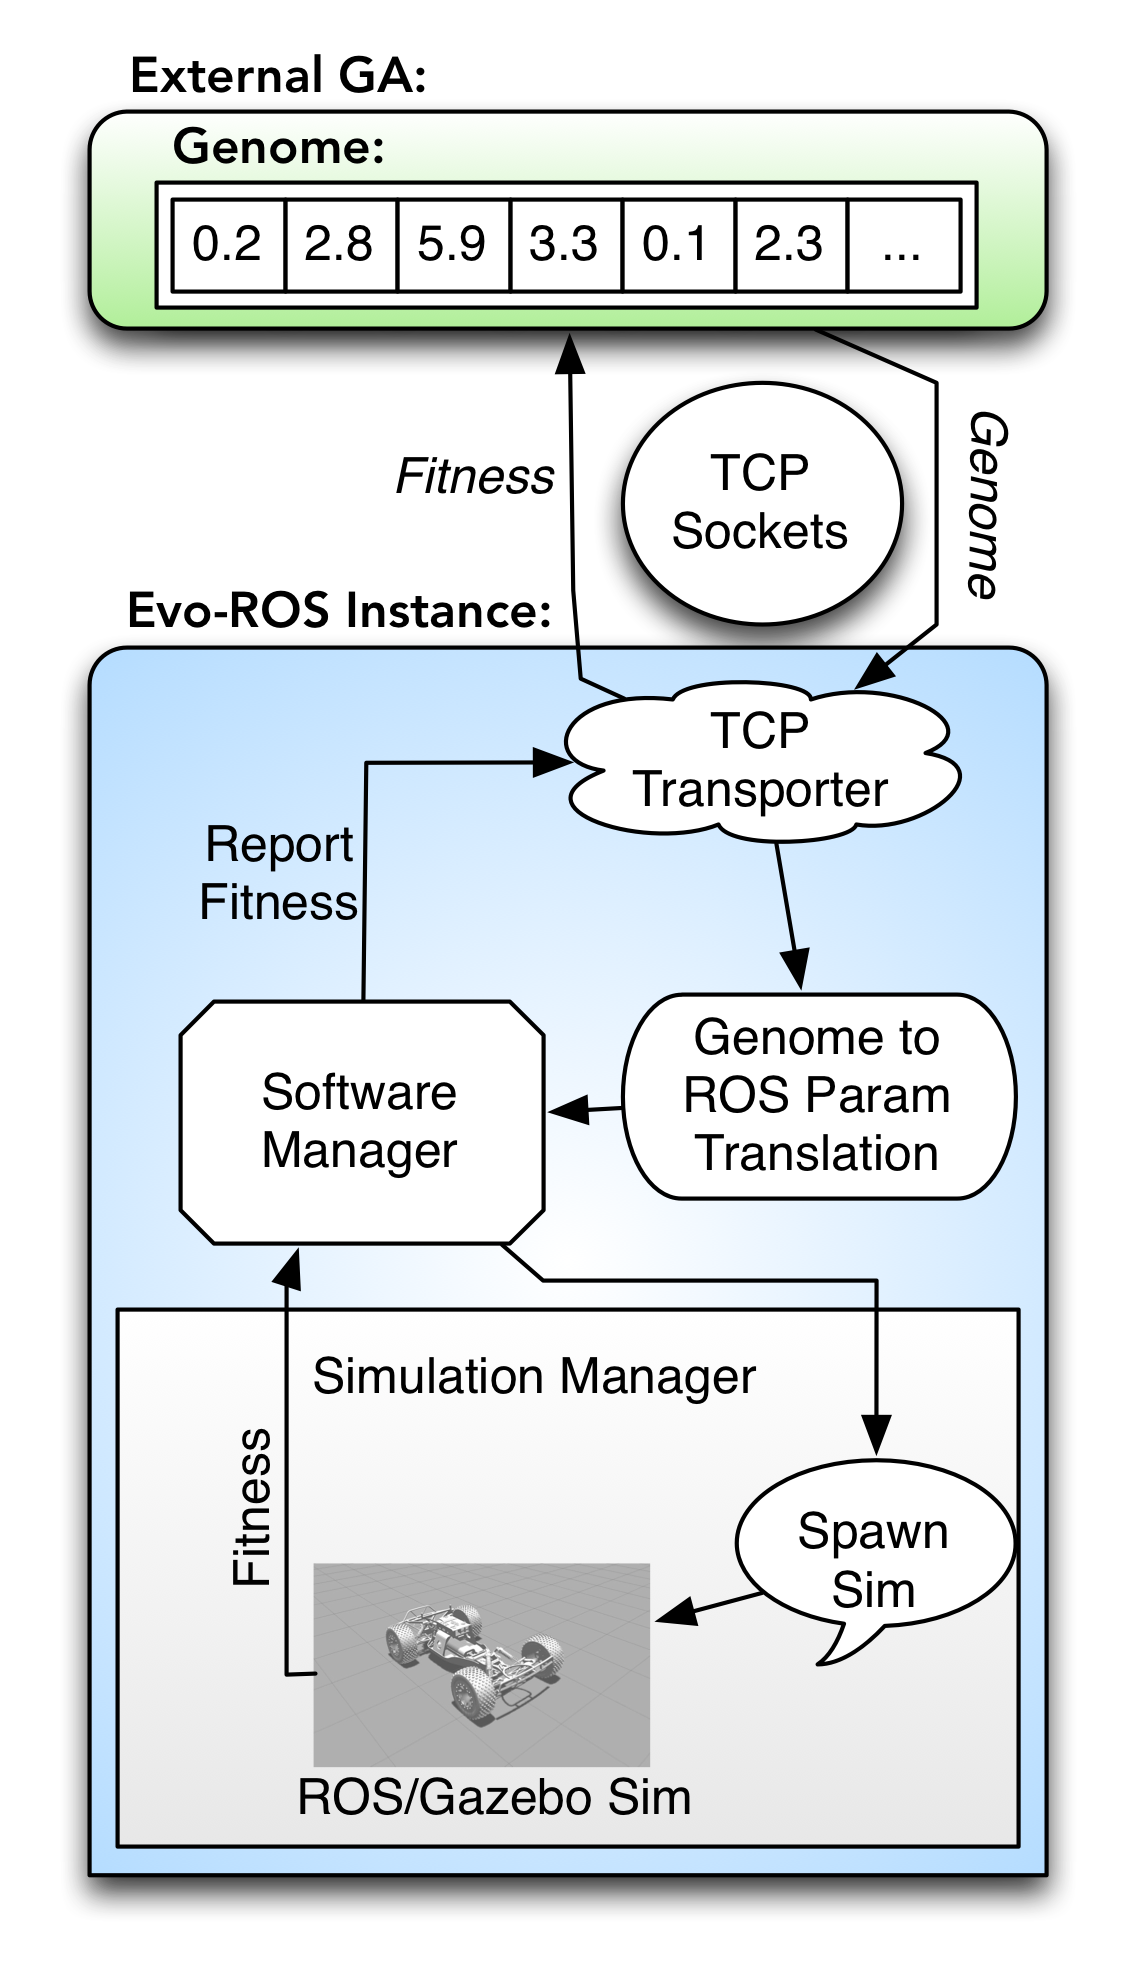 External GA:
Genome:
0.2 2.8 5.9 3.3 0.1 2.3 ...
Fitness
TCP
Sockets
Genome
Evo-ROS Instance:
TCP
Transporter
Report
Fitness
Genome to
ROS Param
Translation
Software
Manager
Simulation Manager
Fitness
Spawn
Sim
ROS/Gazebo Sim